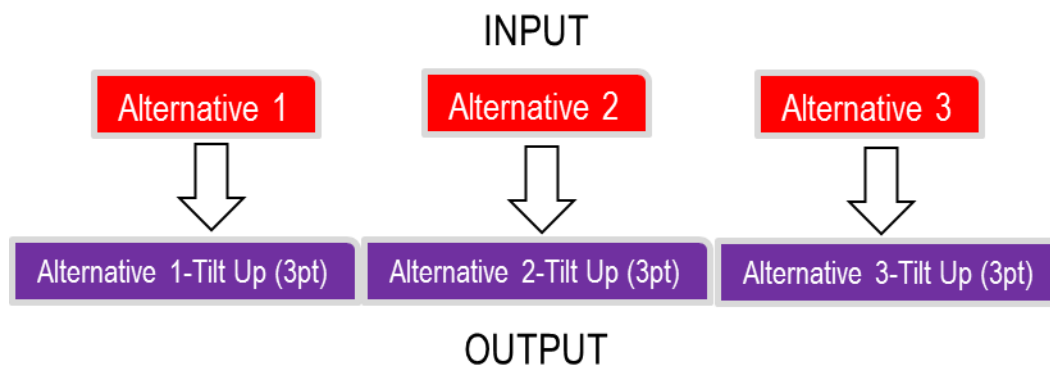 INPUT
Alternative 1 Alternative 2 Alternative 3
Alternative 1-Tilt Up (3pt) Alternative 2-Tilt Up (3pt) Alternative 3-Tilt Up (3pt)
OUTPUT